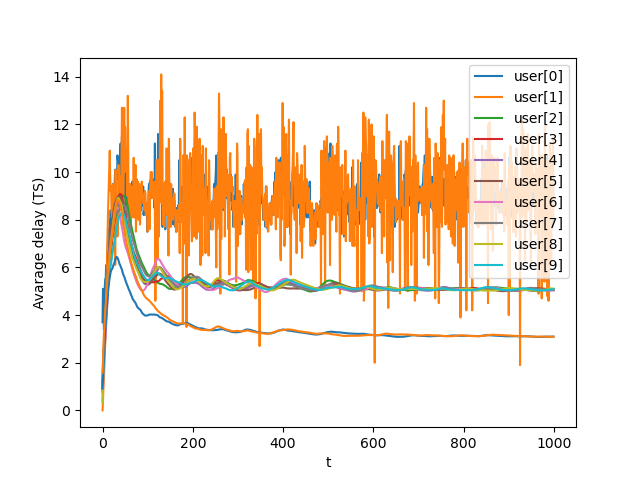 14
12
10
8
6
4
2
0
Avarage delay (TS)
0
200
400
600
800
1000
t
user[0]
user[1]
user[2]
user[3]
user[4]
user[5]
user[6]
user[7]
user[8]
user[9]